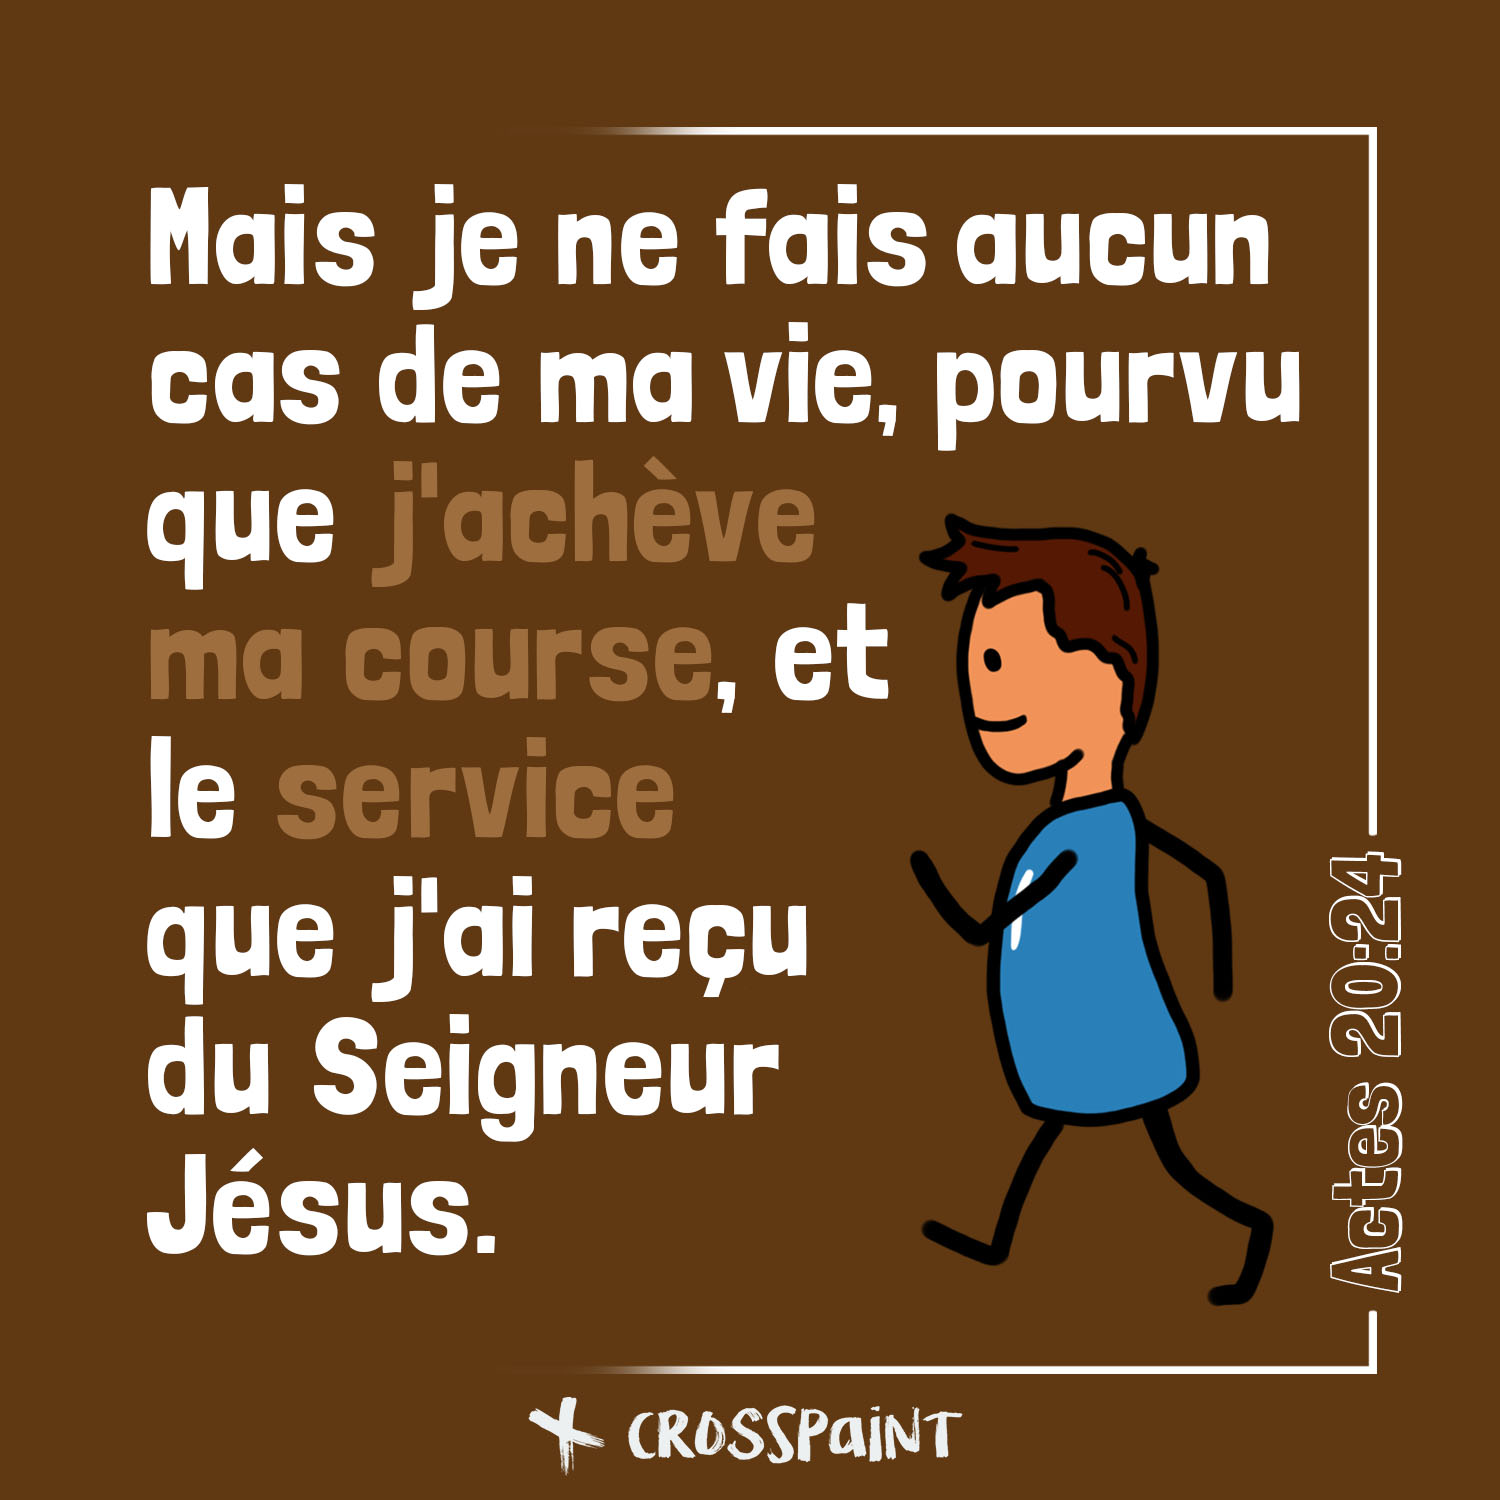 Mais je ne fais aucun
cas de ma vie, pourvu
que j'achève
ma course, et
le service
que j'ai reçu
du Seigneur
Jésus.
Actes 20:24
CROSSPaiNT